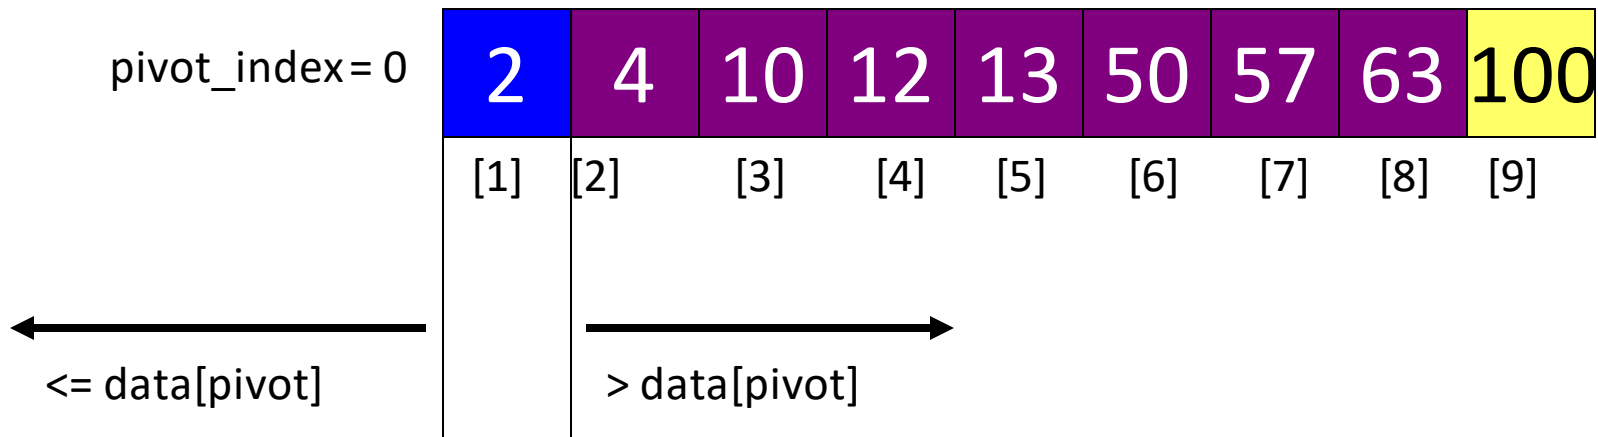 pivot_index = 0 2 4 10 12 13 50 57 63 100
[1] [2] [3] [4] [5] [6] [7] [8] [9]
<= data[pivot] > data[pivot]